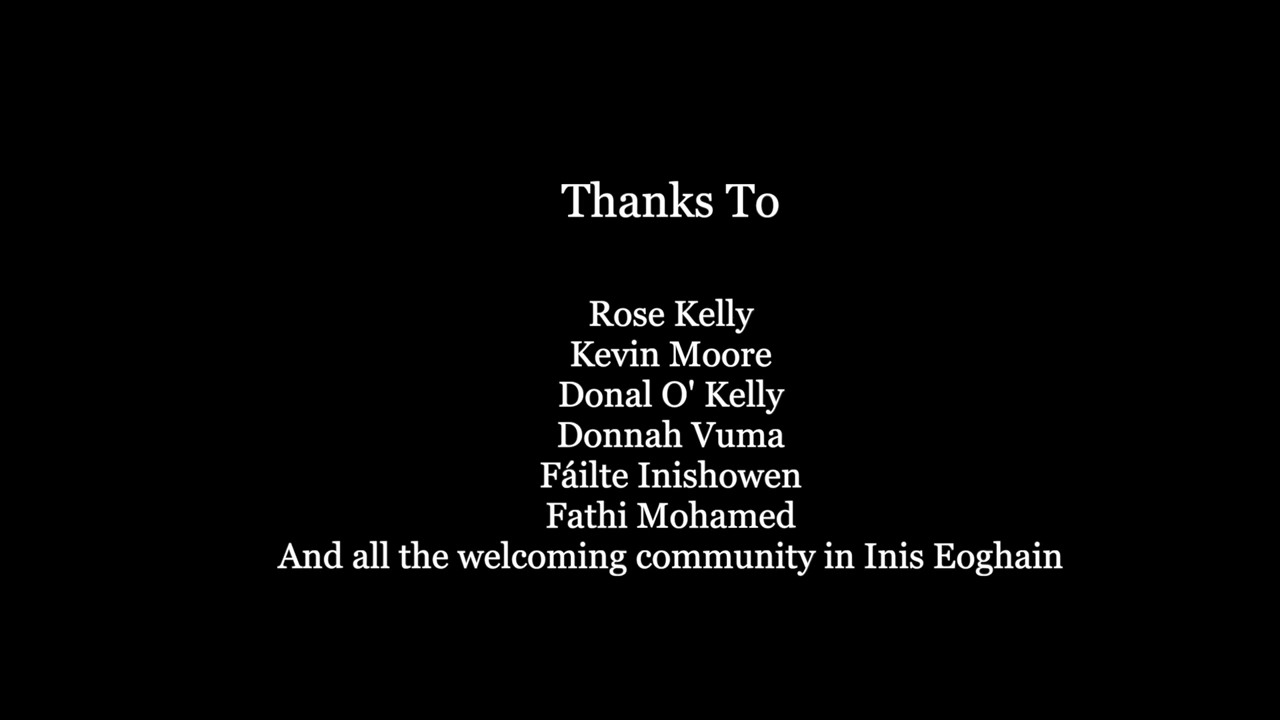 Thanks To
Rose Kelly
Kevin Moore
Donal O' Kelly
Donnah Vuma
Fáilte Inishowen
Fathi Mohamed
And all the welcoming community in Inis Eoghain